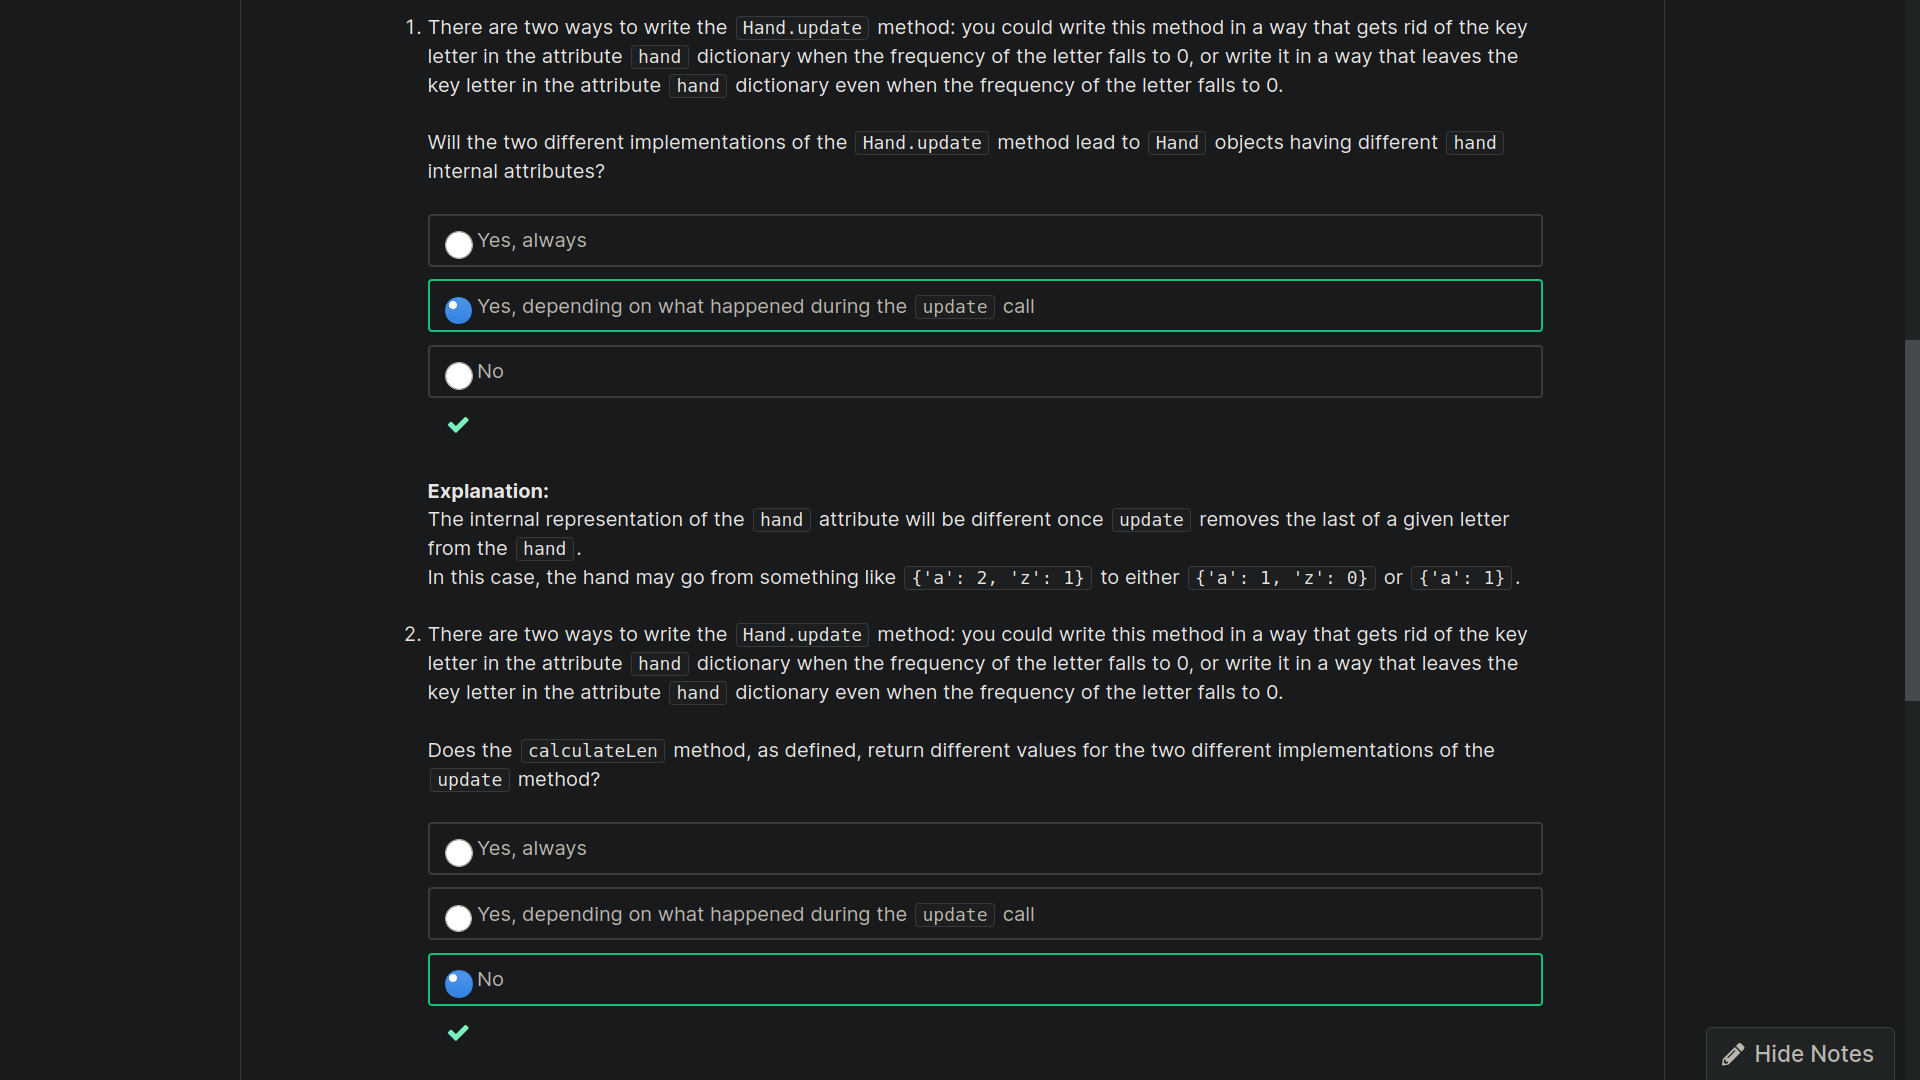 1. There are two ways to write the Hand.update method: you could write this method in a way that gets rid of the key
letter in the attribute hand dictionary when the frequency of the letter falls to 0, or write it in a way that leaves the
key letter in the attribute hand dictionary even when the frequency of the letter falls to 0.
Will the two different implementations of the Hand.update method lead to Hand objects having different hand
internal attributes?
Yes, always
Yes, depending on what happened during the update call
No
Explanation:
The internal representation of the hand attribute will be different once update removes the last of a given letter
from the hand.
In this case, the hand may go from something like {'a': 2, 'z': 1} to either {'a': 1, 'z': 0} or {'a': 1}.
2. There are two ways to write the Hand.update method: you could write this method in a way that gets rid of the key
letter in the attribute hand dictionary when the frequency of the letter falls to 0, or write it in a way that leaves the
key letter in the attribute hand dictionary even when the frequency of the letter falls to 0.
Does the calculateLen method, as defined, return different values for the two different implementations of the
update method?
Yes, always
Yes, depending on what happened during the update call
No
Hide Notes